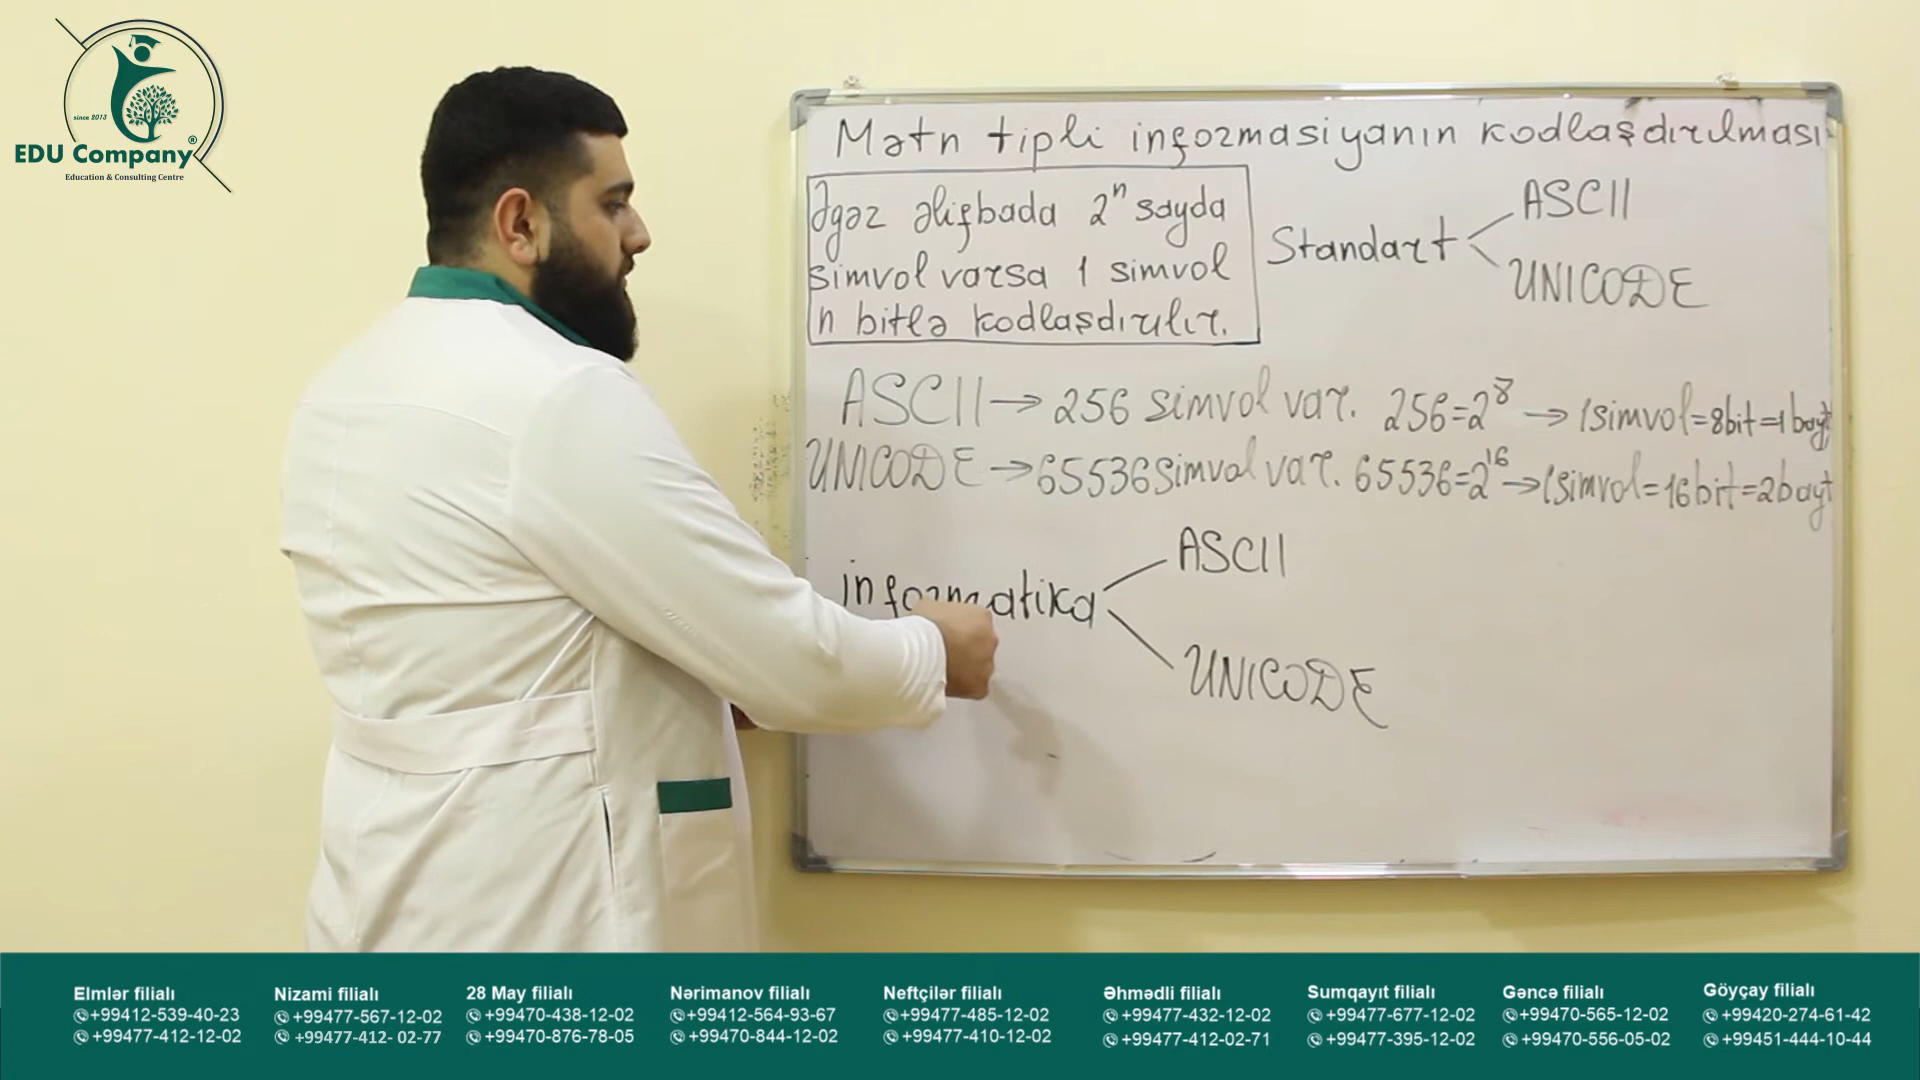 since 2013
EDU Company®
Education & Consulting Centre
Mətn tipli informasiyanın kodlaşdırılması
Əgər əlifbada 2ⁿ sayda
simvol varsa 1 simvol
n bitlə kodlaşdırılır.
Standart
ASCII
UNICODE
ASCII → 256 simvol var. 256=2⁸ → 1simvol=8bit=1bayt
UNICODE → 65536 simvol var. 65536=2¹⁶ → 1simvol=16bit=2bayt
informatika
ASCII
UNICODE
Elmlər filialı
+99412-539-40-23
+99477-412-12-02
Nizami filialı
+99477-567-12-02
+99477-412- 02-77
28 May filialı
+99470-438-12-02
+99470-876-78-05
Nərimanov filialı
+99412-564-93-67
+99470-844-12-02
Neftçilər filialı
+99477-485-12-02
+99477-410-12-02
Əhmədli filialı
+99477-432-12-02
+99477-412-02-71
Sumqayıt filialı
+99477-677-12-02
+99477-395-12-02
Gəncə filialı
+99470-565-12-02
+99470-556-05-02
Göyçay filialı
+99420-274-61-42
+99451-444-10-44